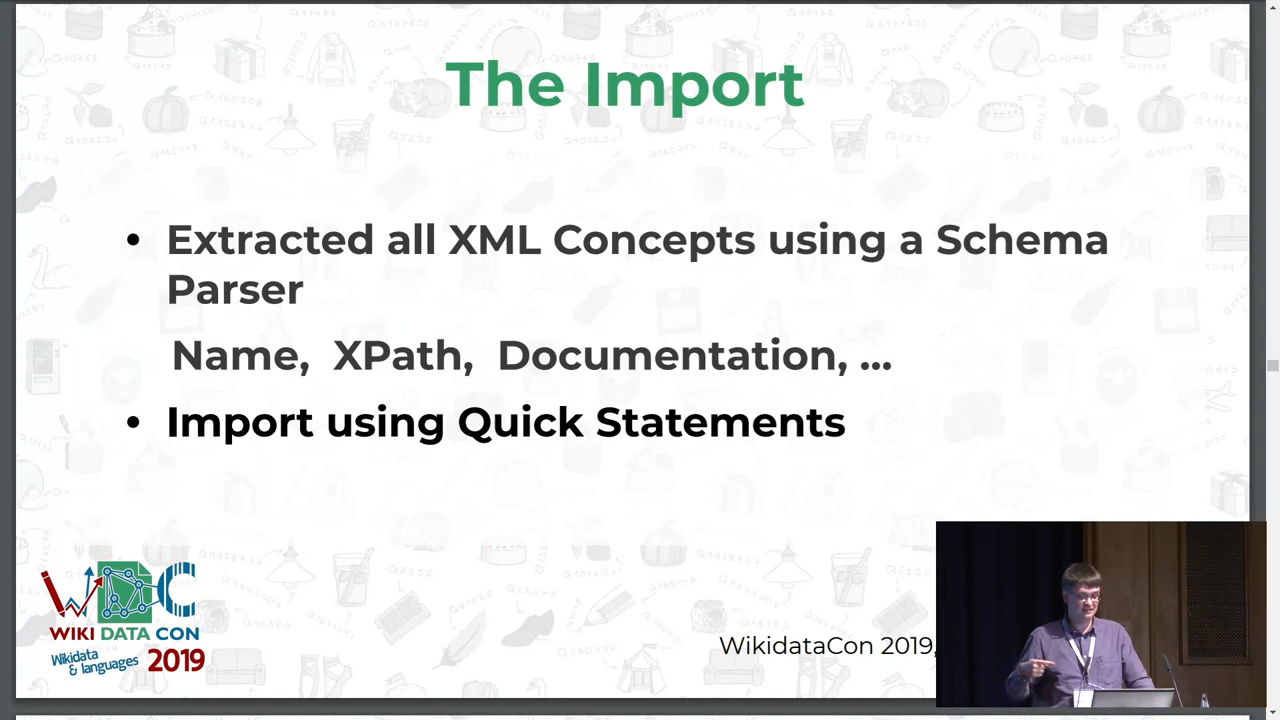 The Import
• Extracted all XML Concepts using a Schema
Parser
Name, XPath, Documentation, ...
• Import using Quick Statements
WIKI DATA CON
Wikidata
& languages 2019
WikidataCon 2019,